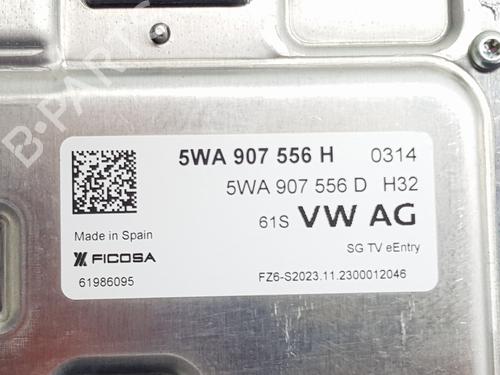 B-PARTS
5WA 907 556 H 0314
5WA 907 556 D H32
61S VW AG
Made in Spain
SG TV eEntry
FICOSA
61986095
FZ6-S2023.11.2300012046